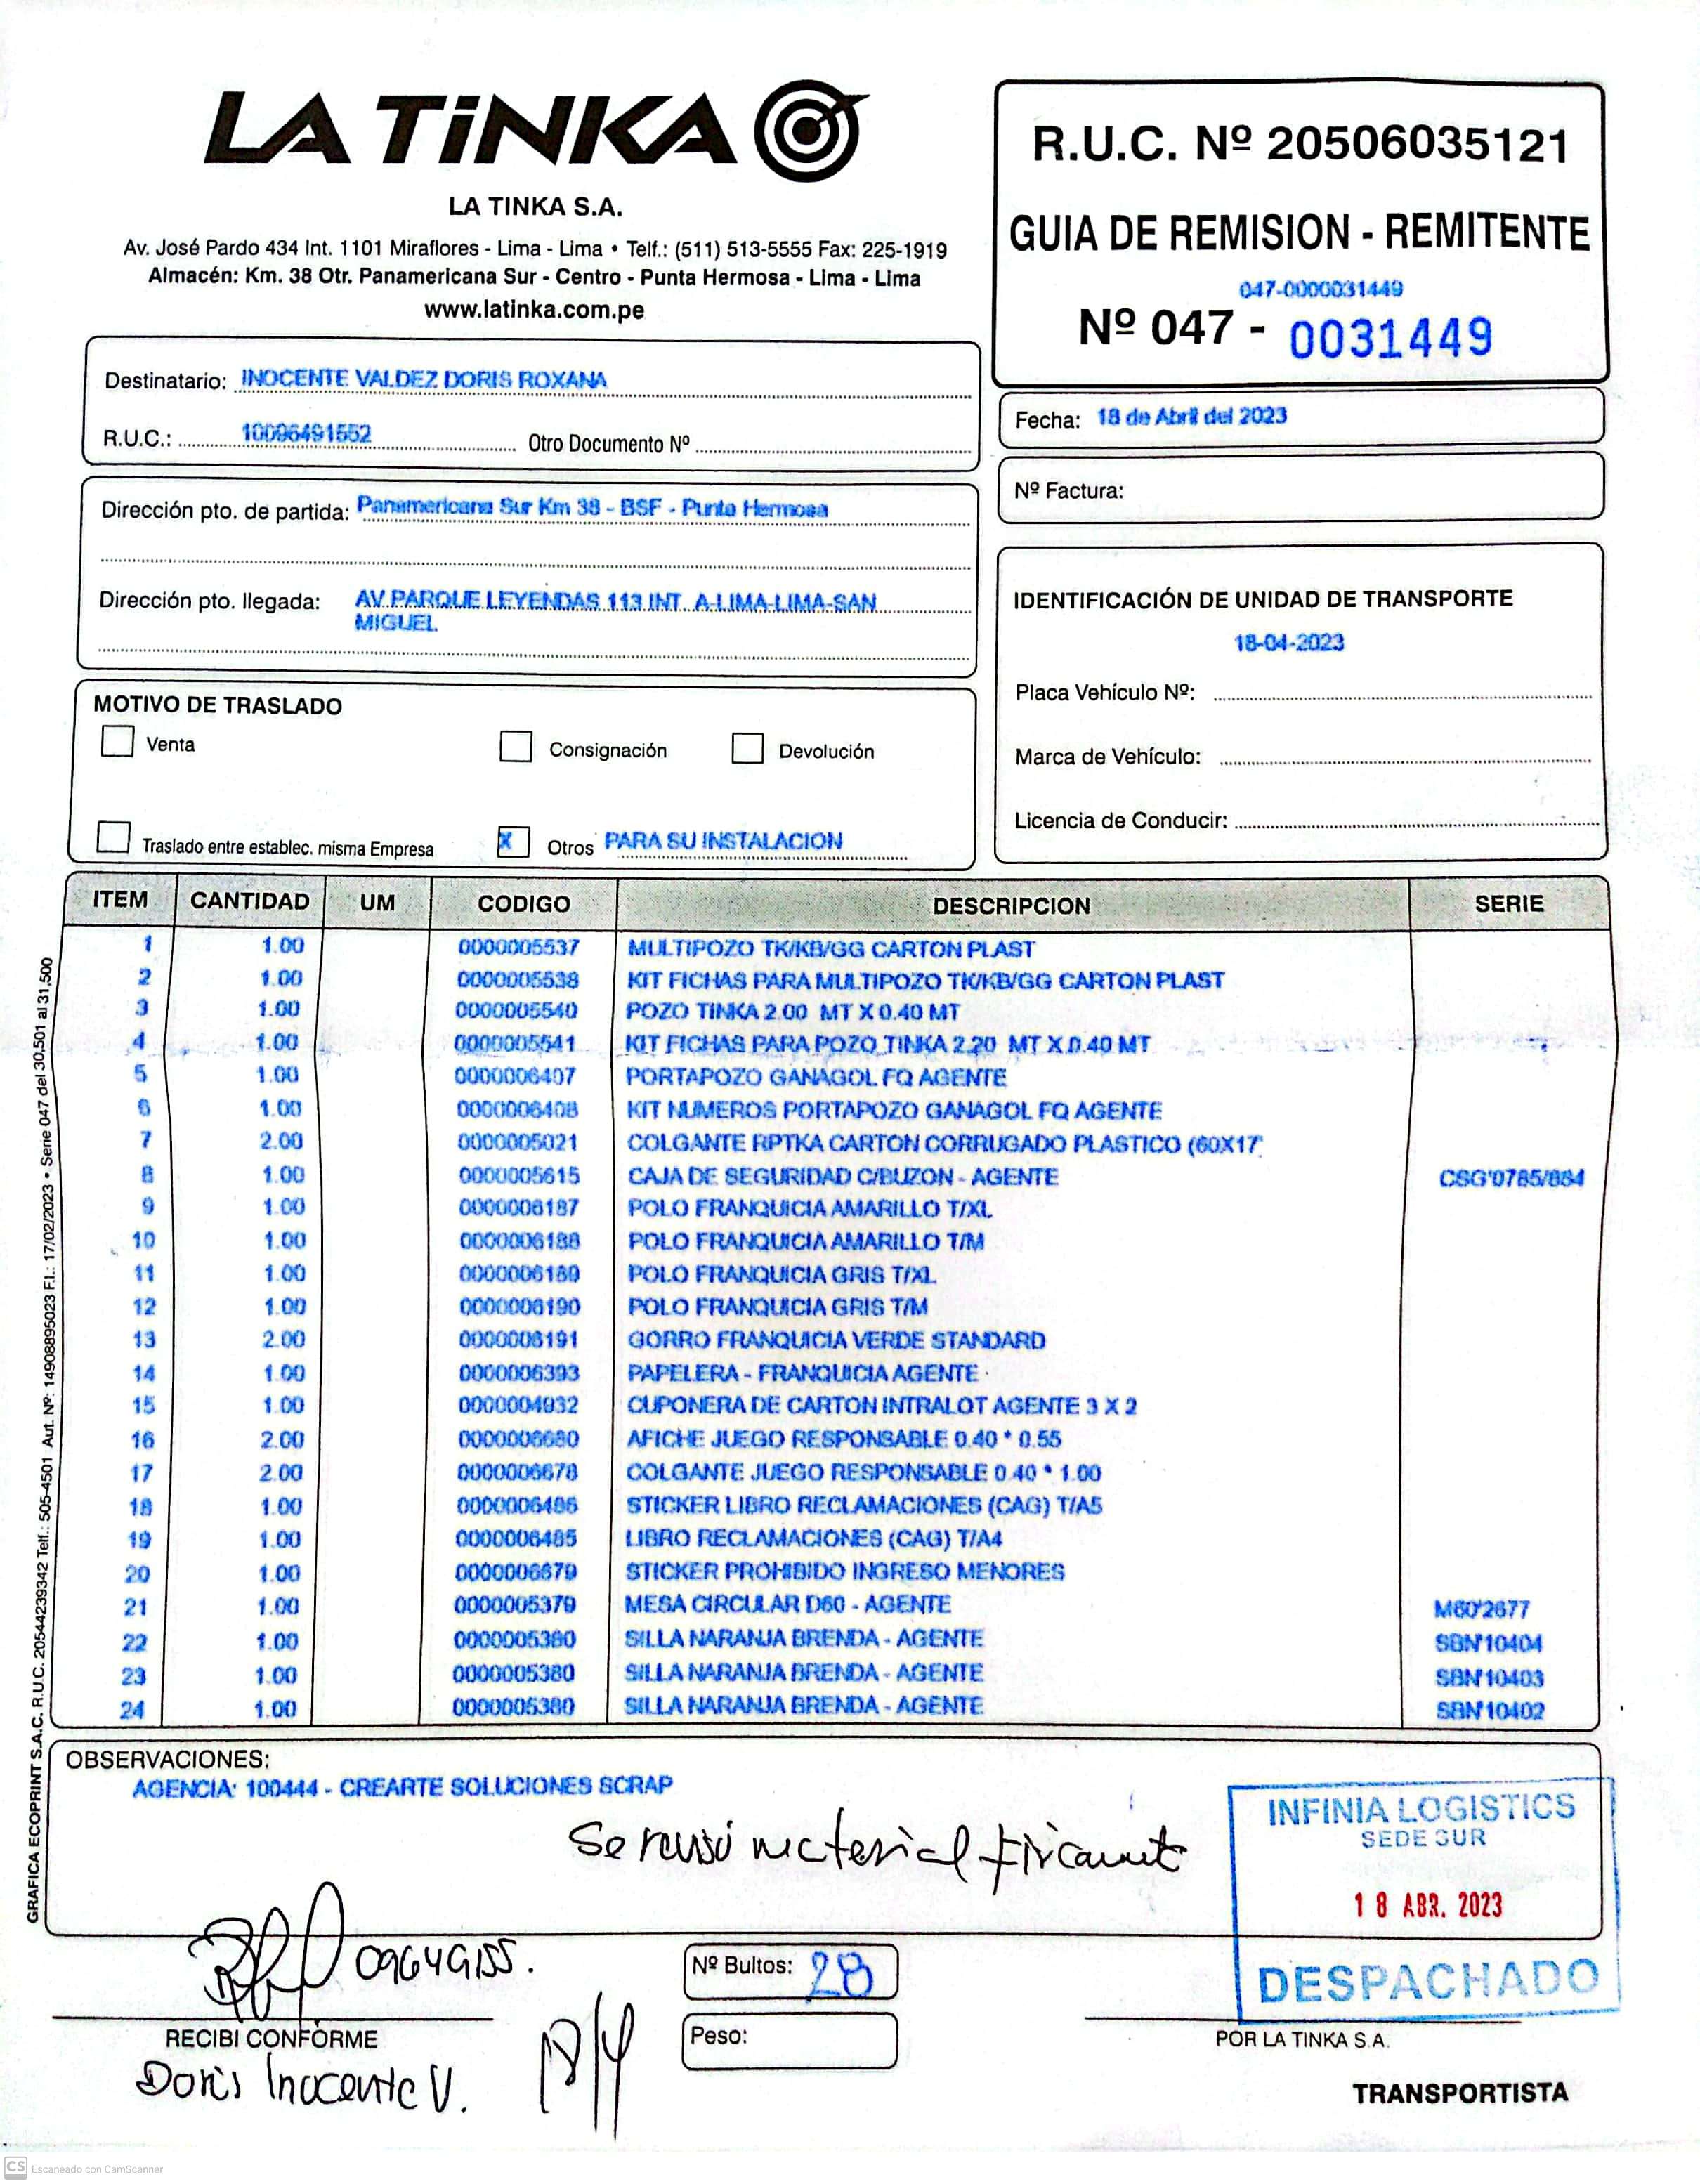 LA TiNKA
LA TINKA S.A.
Av. José Pardo 434 Int. 1101 Miraflores - Lima - Lima • Telf.: (511) 513-5555 Fax: 225-1919
Almacén: Km. 38 Otr. Panamericana Sur - Centro - Punta Hermosa - Lima - Lima
www.latinka.com.pe
R.U.C. Nº 20506035121
GUIA DE REMISION - REMITENTE
047-0000031449
Nº 047 - 0031449
Destinatario: INOCENTE VALDEZ DORIS ROXANA
R.U.C.: 10096491552 Otro Documento Nº
Fecha: 18 de Abril del 2023
Nº Factura:
Dirección pto. de partida: Panamericana Sur Km 38 - BSF - Punta Hermosa
Dirección pto. llegada: AV.PARQUE LEYENDAS 113 INT. A-LIMA-LIMA-SAN
MIGUEL
IDENTIFICACIÓN DE UNIDAD DE TRANSPORTE
18-04-2023
Placa Vehículo Nº:
Marca de Vehículo:
Licencia de Conducir:
MOTIVO DE TRASLADO
Venta
Consignación
Devolución
Traslado entre establec. misma Empresa
X Otros PARA SU INSTALACION
ITEM CANTIDAD UM CODIGO DESCRIPCION SERIE
1 1.00 0000005537 MULTIPOZO TK/KB/GG CARTON PLAST
2 1.00 0000005538 KIT FICHAS PARA MULTIPOZO TK/KB/GG CARTON PLAST
3 1.00 0000005540 POZO TINKA 2.00 MT X 0.40 MT
4 1.00 0000005541 KIT FICHAS PARA POZO TINKA 2.20 MT X 0.40 MT
5 1.00 0000006407 PORTAPOZO GANAGOL FQ AGENTE
6 1.00 0000006408 KIT NUMEROS PORTAPOZO GANAGOL FQ AGENTE
7 2.00 0000005021 COLGANTE RPTKA CARTON CORRUGADO PLASTICO (60X17
8 1.00 0000005615 CAJA DE SEGURIDAD C/BUZON - AGENTE CSG'0785/884
9 1.00 0000006187 POLO FRANQUICIA AMARILLO T/XL
10 1.00 0000006188 POLO FRANQUICIA AMARILLO T/M
11 1.00 0000006189 POLO FRANQUICIA GRIS T/XL
12 1.00 0000006190 POLO FRANQUICIA GRIS T/M
13 2.00 0000006191 GORRO FRANQUICIA VERDE STANDARD
14 1.00 0000006393 PAPELERA - FRANQUICIA AGENTE
15 1.00 0000004932 CUPONERA DE CARTON INTRALOT AGENTE 3 X 2
16 2.00 0000006680 AFICHE JUEGO RESPONSABLE 0.40 * 0.55
17 2.00 0000006678 COLGANTE JUEGO RESPONSABLE 0.40 * 1.00
18 1.00 0000006486 STICKER LIBRO RECLAMACIONES (CAG) T/A5
19 1.00 0000006485 LIBRO RECLAMACIONES (CAG) T/A4
20 1.00 0000006679 STICKER PROHIBIDO INGRESO MENORES
21 1.00 0000005379 MESA CIRCULAR D60 - AGENTE M60'2677
22 1.00 0000005380 SILLA NARANJA BRENDA - AGENTE SBN'10404
23 1.00 0000005380 SILLA NARANJA BRENDA - AGENTE SBN'10403
24 1.00 0000005380 SILLA NARANJA BRENDA - AGENTE SBN'10402
GRAFICA ECOPRINT S.A.C. R.U.C. 20544239342 Telf.: 505-4501 Aut. Nº: 14908895023 F.I.: 17/02/2023 • Serie 047 del 30,501 al 31,500
OBSERVACIONES:
AGENCIA: 100444 - CREARTE SOLUCIONES SCRAP
Se revisó material
INFINIA LOGISTICS
SEDE SUR
18 ABR. 2023
DESPACHADO
09649155.
RECIBI CONFORME
Doris Inocente V.
Nº Bultos: 28
Peso:
POR LA TINKA S.A.
TRANSPORTISTA
CS Escaneado con CamScanner